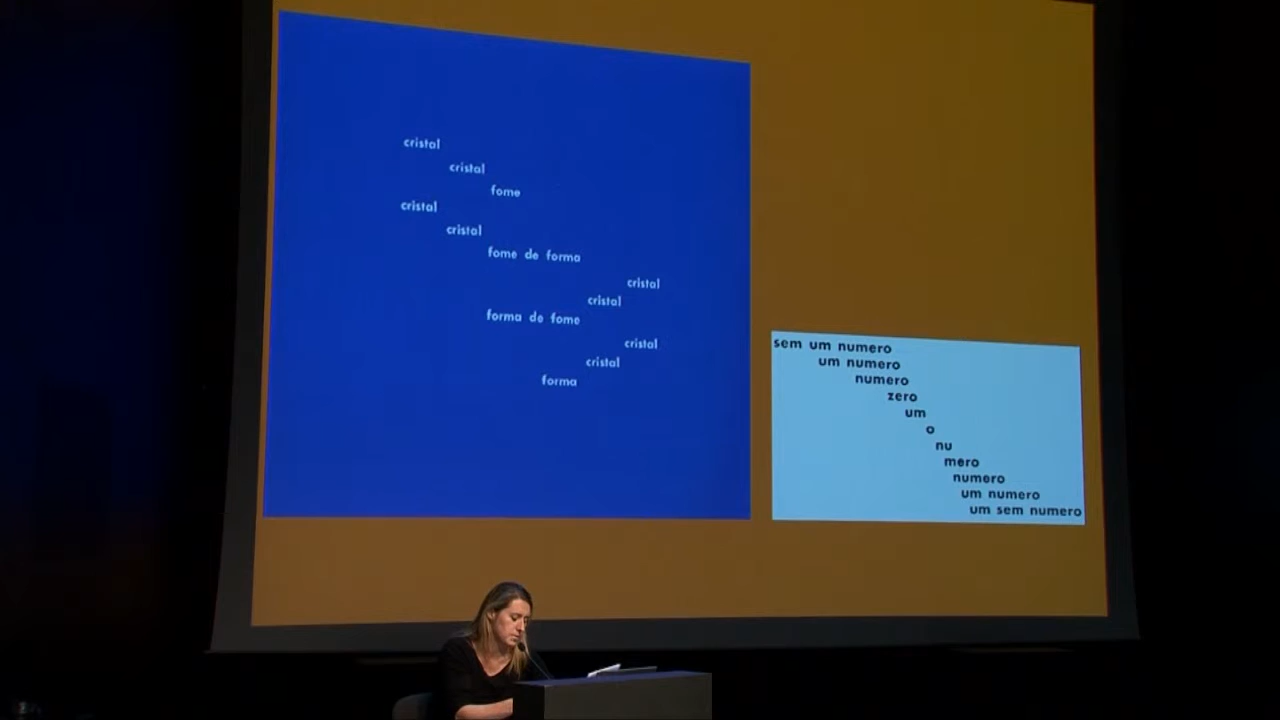 cristal
cristal
fome
cristal
cristal
fome de forma
cristal
cristal
forma de fome
cristal
cristal
forma
sem um numero
um numero
numero
zero
um
o
nu
mero
numero
um numero
um sem numero